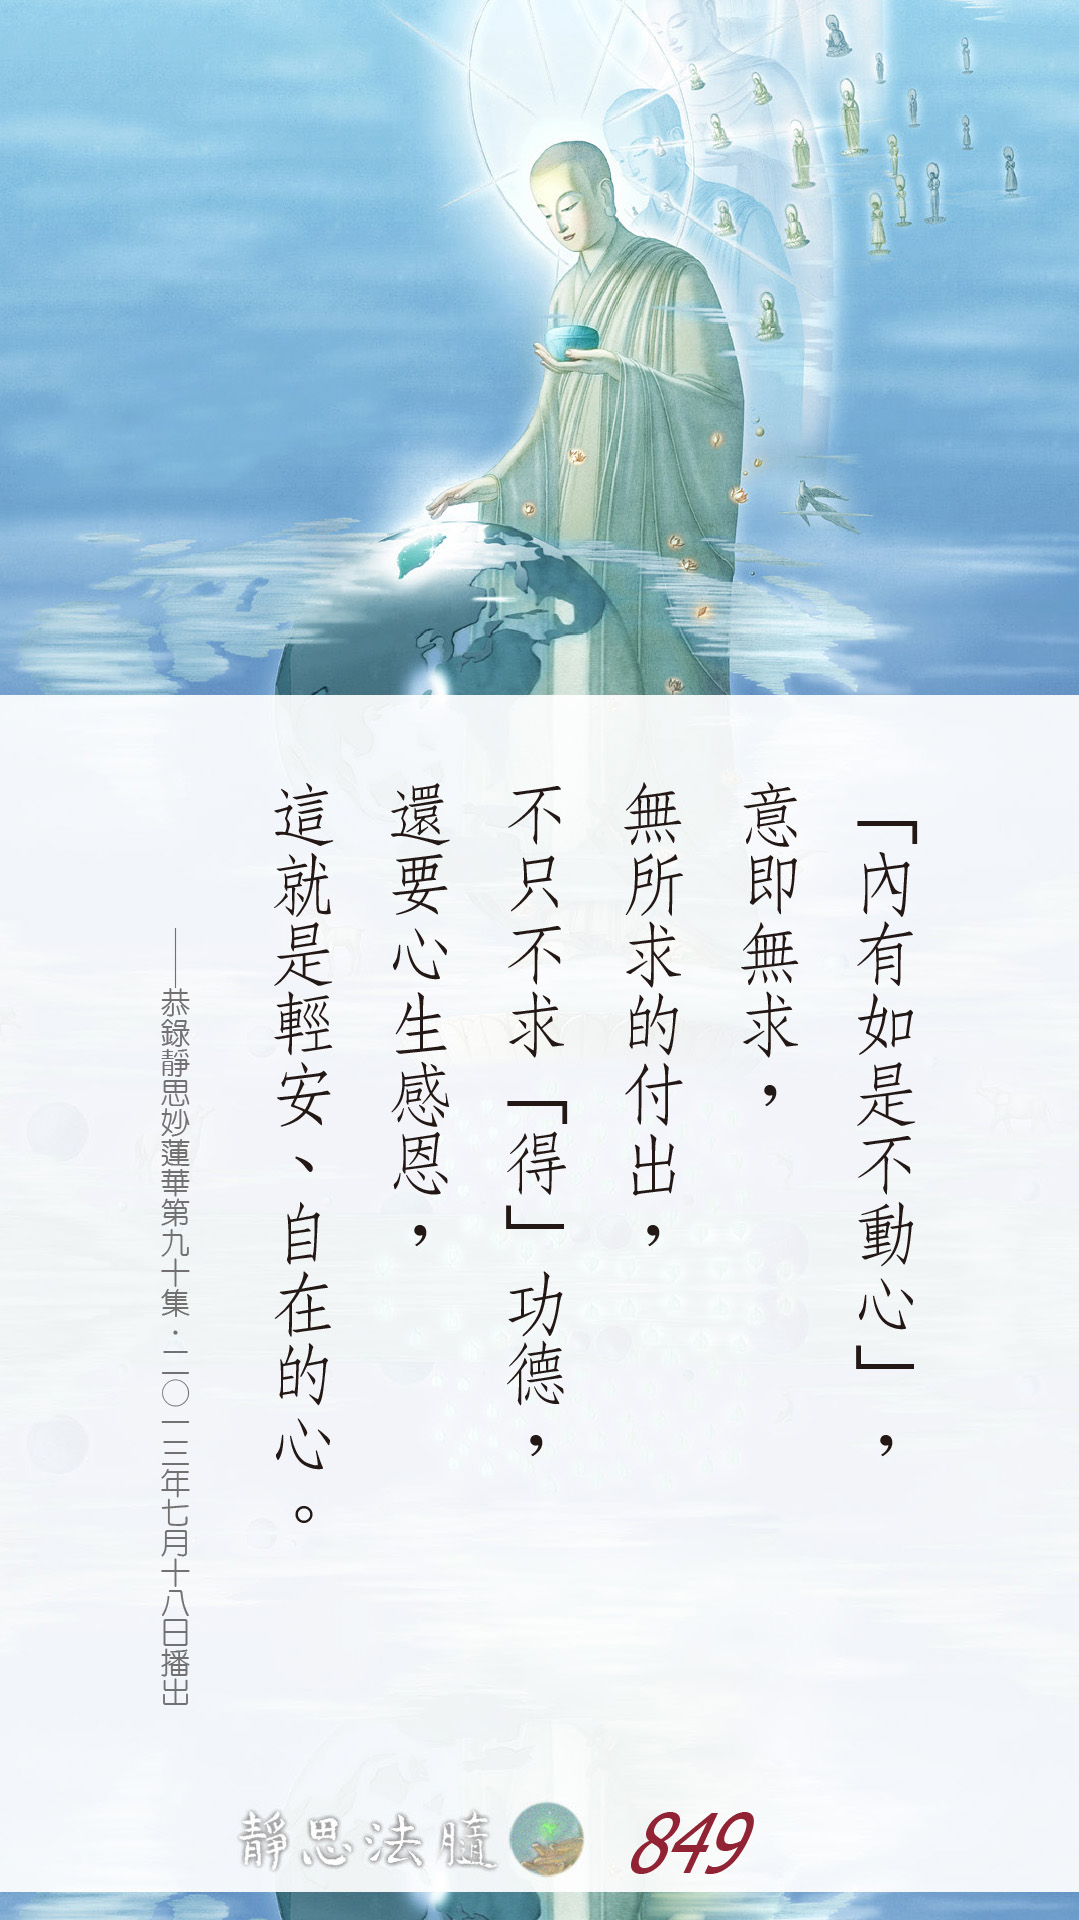 「內有如是不動心」，
意即無求，
無所求的付出，
不只不求「得」功德，
還要心生感恩，
這就是輕安、自在的心。
——恭錄靜思妙蓮華第九十集．二〇一三年七月十八日播出
靜思法髓
849